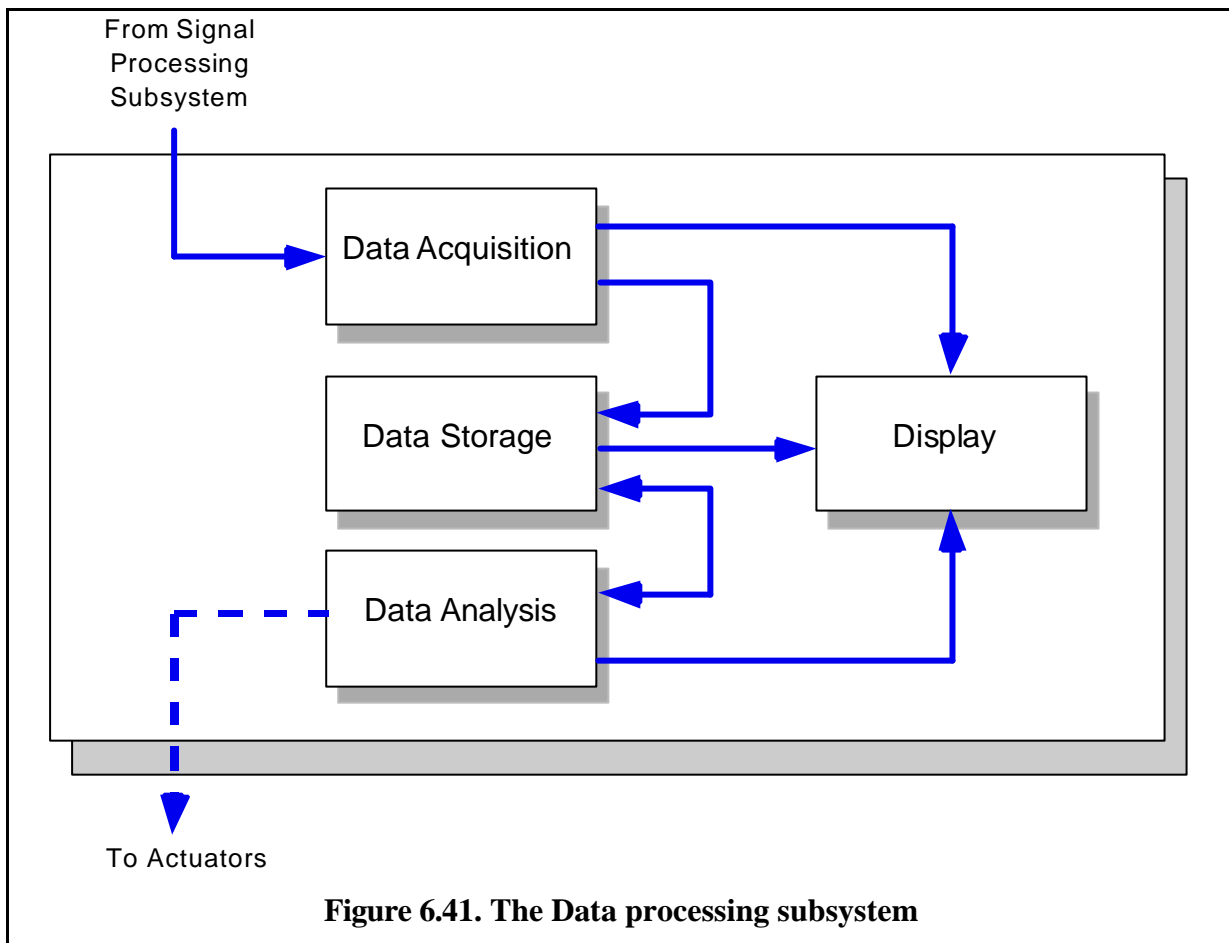 From Signal
Processing
Subsystem
Data Acquisition
Data Storage
Display
Data Analysis
To Actuators
Figure 6.41. The Data processing subsystem